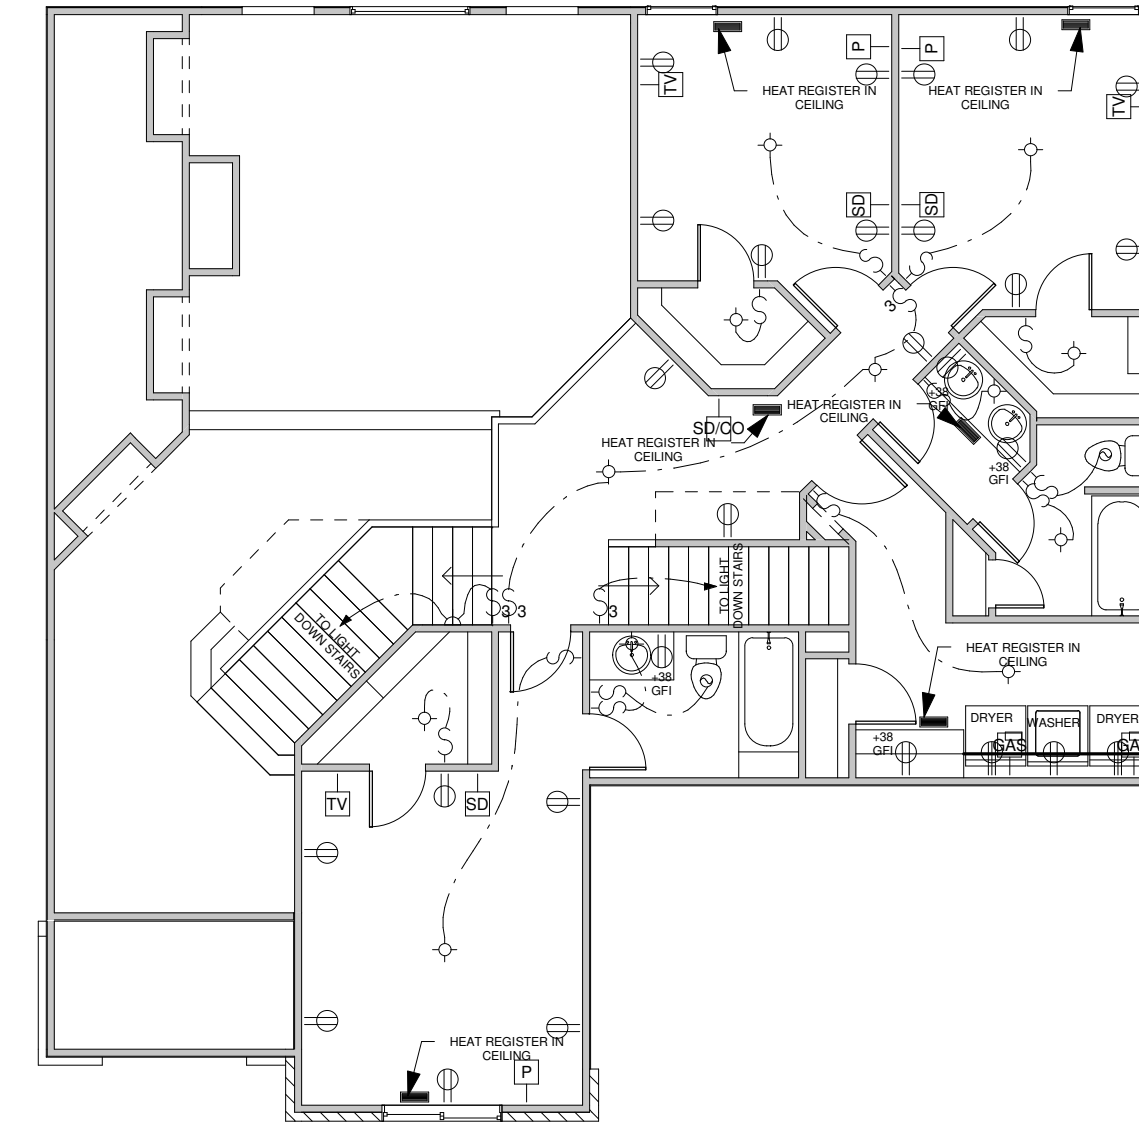 P
P
HEAT REGISTER IN
CEILING
HEAT REGISTER IN
CEILING
TV
TV
SD
SD
3
+38
GFI
HEAT REGISTER IN
CEILING
SD/CO
HEAT REGISTER IN
CEILING
+38
GFI
TO LIGHT
DOWN STAIRS
3
3
3
TO LIGHT
DOWN STAIRS
HEAT REGISTER IN
CEILING
+38
GFI
DRYER
WASHER
DRYER
+38
GFI
GAS
GA
TV
SD
HEAT REGISTER IN
CEILING
P